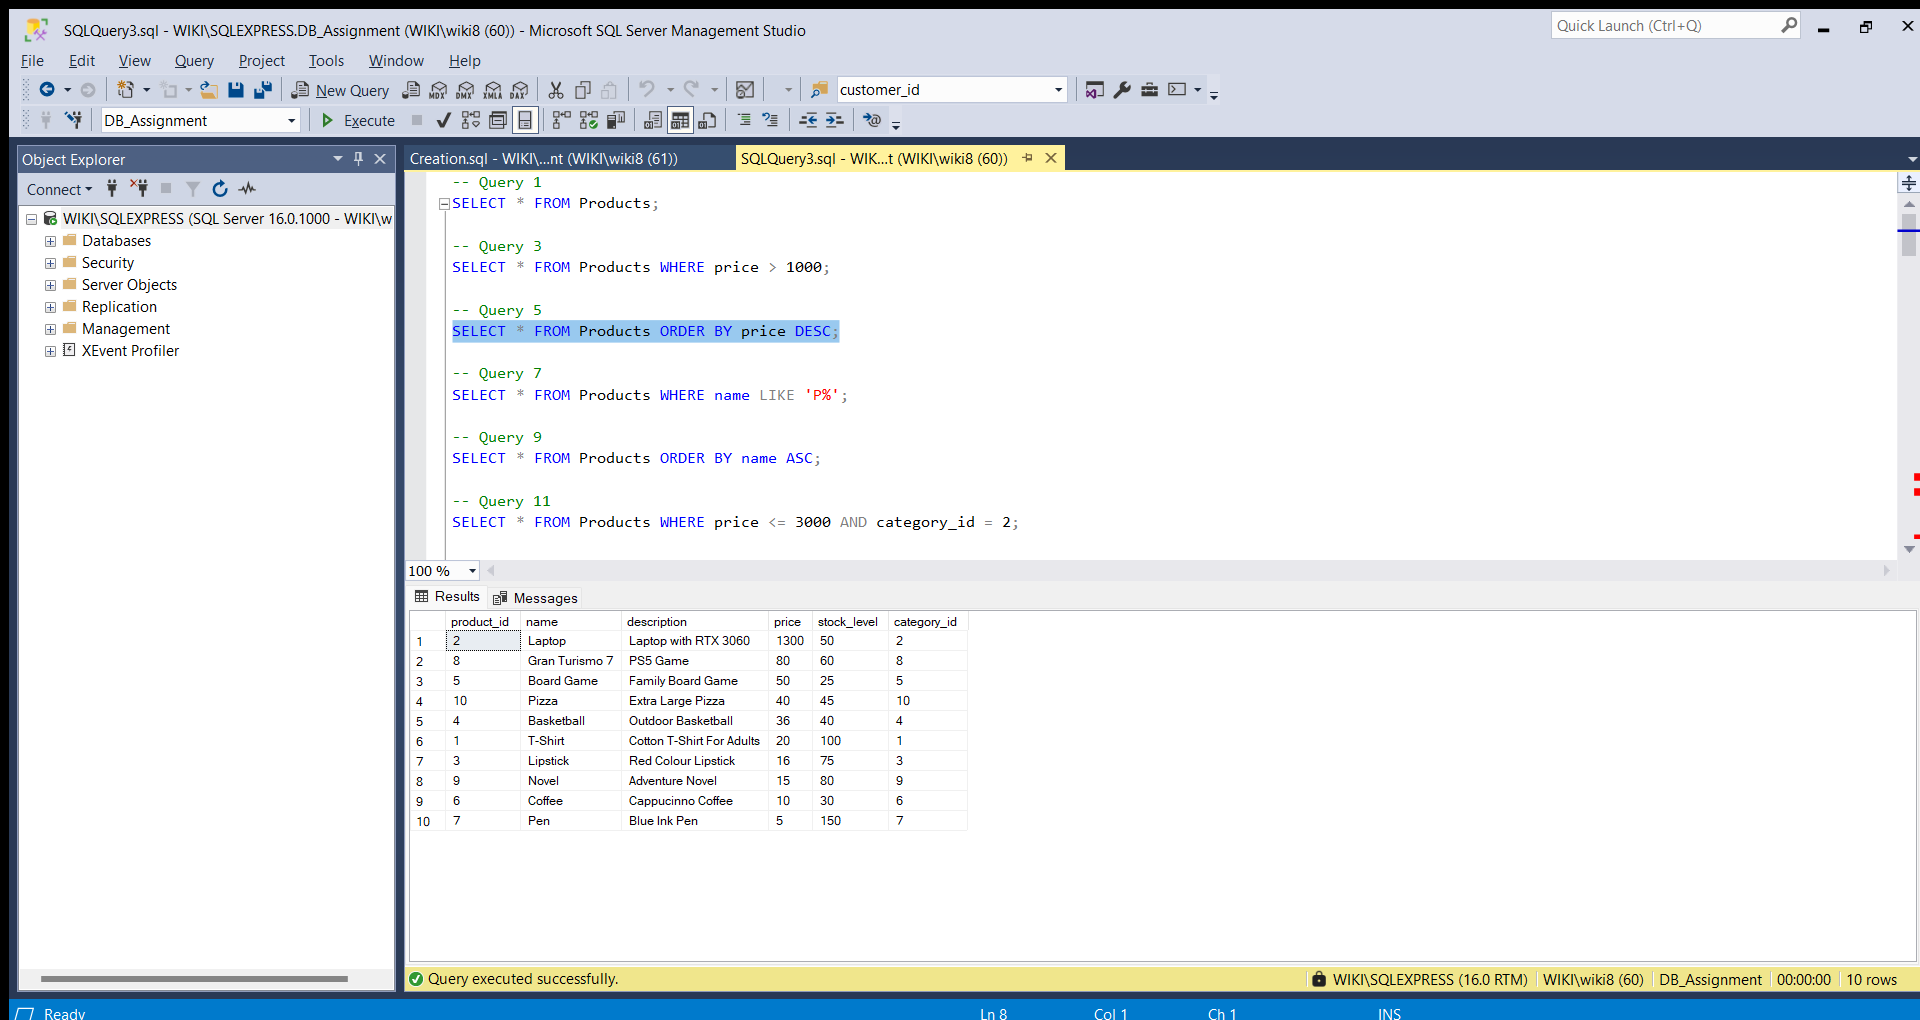 SQLQuery3.sql - WIKI\SQLEXPRESS.DB_Assignment (WIKI\wiki8 (60)) - Microsoft SQL Server Management Studio
Quick Launch (Ctrl+Q)
File Edit View Query Project Tools Window Help
New Query MDX DMX XMLA DAX customer_id
DB_Assignment Execute
Object Explorer
Creation.sql - WIKI\...nt (WIKI\wiki8 (61)) SQLQuery3.sql - WIK...t (WIKI\wiki8 (60))
Connect
WIKI\SQLEXPRESS (SQL Server 16.0.1000 - WIKI\w
Databases
Security
Server Objects
Replication
Management
XEvent Profiler
-- Query 1
SELECT * FROM Products;
-- Query 3
SELECT * FROM Products WHERE price > 1000;
-- Query 5
SELECT * FROM Products ORDER BY price DESC;
-- Query 7
SELECT * FROM Products WHERE name LIKE 'P%';
-- Query 9
SELECT * FROM Products ORDER BY name ASC;
-- Query 11
SELECT * FROM Products WHERE price <= 3000 AND category_id = 2;
100 %
Results Messages
product_id name description price stock_level category_id
1 2 Laptop Laptop with RTX 3060 1300 50 2
2 8 Gran Turismo 7 PS5 Game 80 60 8
3 5 Board Game Family Board Game 50 25 5
4 10 Pizza Extra Large Pizza 40 45 10
5 4 Basketball Outdoor Basketball 36 40 4
6 1 T-Shirt Cotton T-Shirt For Adults 20 100 1
7 3 Lipstick Red Colour Lipstick 16 75 3
8 9 Novel Adventure Novel 15 80 9
9 6 Coffee Cappucinno Coffee 10 30 6
10 7 Pen Blue Ink Pen 5 150 7
Query executed successfully. WIKI\SQLEXPRESS (16.0 RTM) WIKI\wiki8 (60) DB_Assignment 00:00:00 10 rows
Ready Ln 8 Col 1 Ch 1 INS